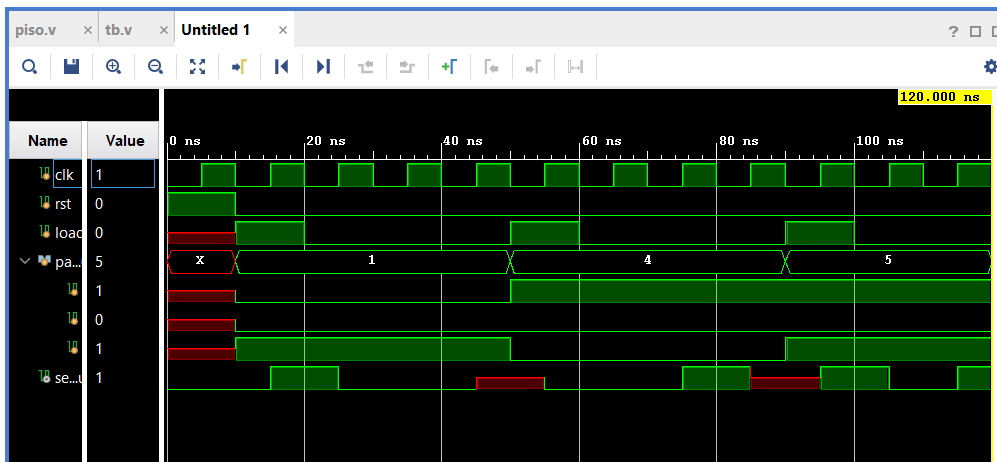 piso.v × tb.v × Untitled 1 × ?
120.000 ns
Name Value 0 ns 20 ns 40 ns 60 ns 80 ns 100 ns
clk 1
rst 0
load 0
pa... 5 X 1 4 5
1
0
1
se...u 1